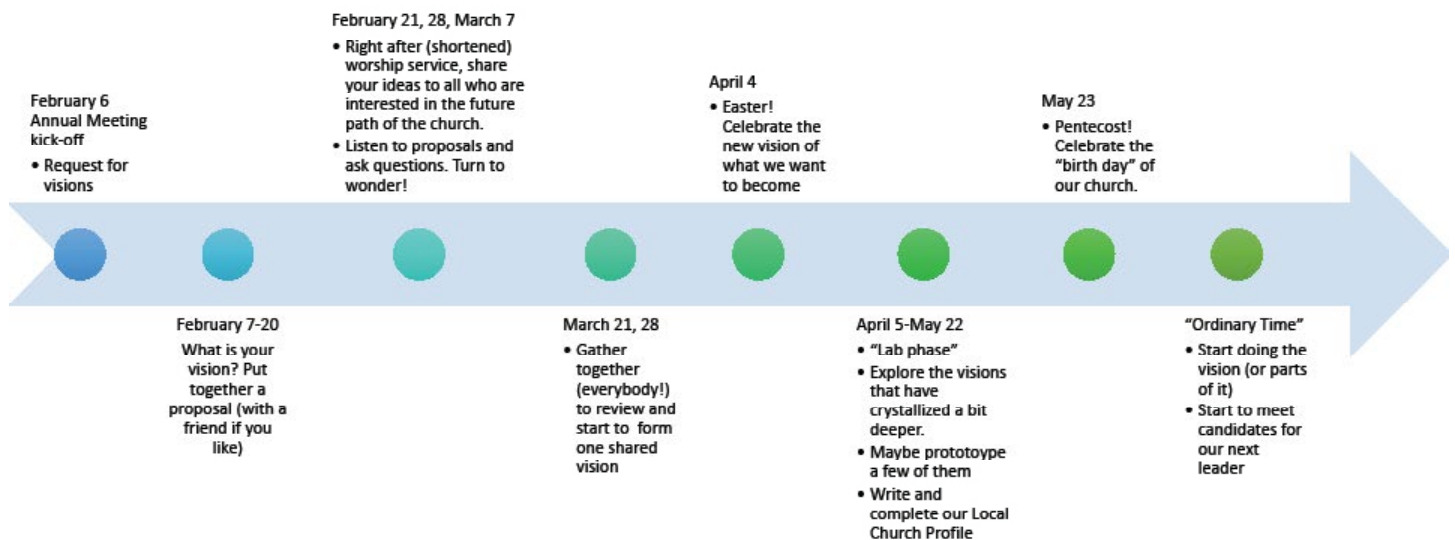 February 6
Annual Meeting
kick-off
• Request for
visions
February 7-20
What is your
vision? Put
together a
proposal (with a
friend if you
like)
February 21, 28, March 7
• Right after (shortened)
worship service, share
your ideas to all who are
interested in the future
path of the church.
• Listen to proposals and
ask questions. Turn to
wonder!
March 21, 28
• Gather
together
(everybody!)
to review and
start to form
one shared
vision
April 4
• Easter!
Celebrate the
new vision of
what we want
to become
April 5-May 22
• “Lab phase”
• Explore the visions
that have
crystallized a bit
deeper.
• Maybe prototoype
a few of them
• Write and
complete our Local
Church Profile
May 23
• Pentecost!
Celebrate the
“birth day” of
our church.
“Ordinary Time”
• Start doing the
vision (or parts
of it)
• Start to meet
candidates for
our next
leader